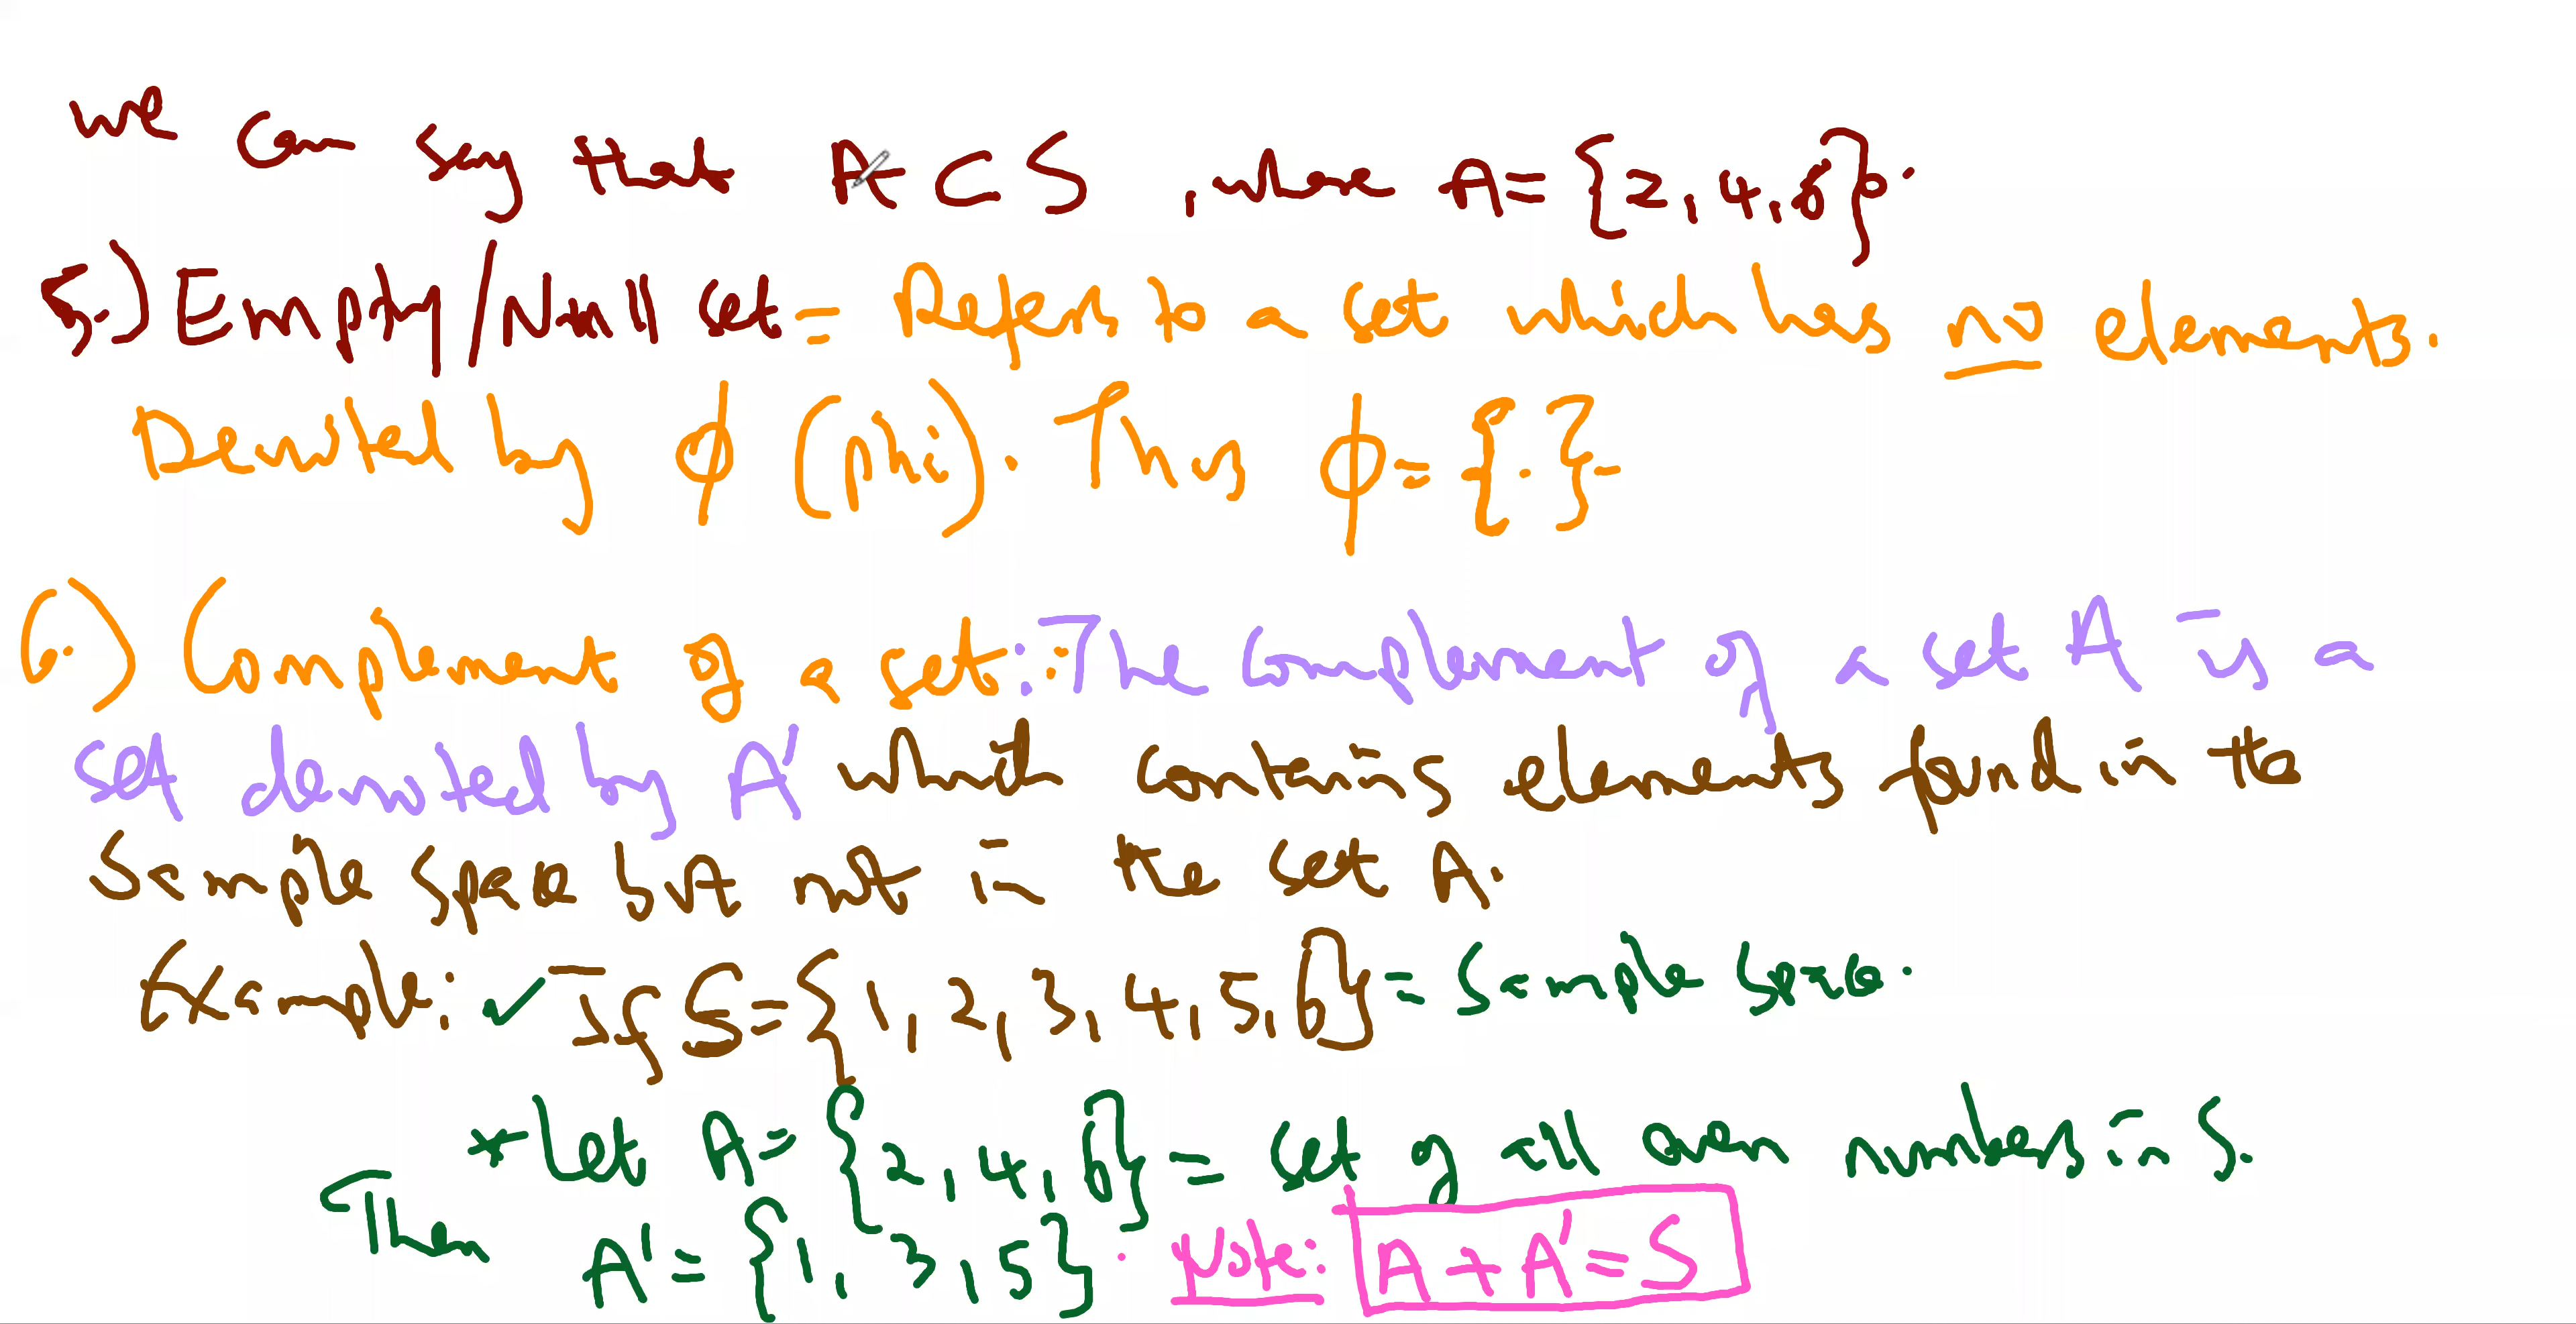 we can say that A ⊂ S , where A = {2, 4, 6}.
5.) Empty/Null set = Refers to a set which has no elements.
Denoted by ϕ (phi). Thus ϕ = { . }.
6.) Complement of a set: The complement of a set A is a
set denoted by A' which contains elements found in the
Sample space but not in the set A.
Example: ✓ If S = {1, 2, 3, 4, 5, 6} = Sample space.
* Let A = {2, 4, 6} = set of all even numbers in S.
Then A' = {1, 3, 5}. Note: A + A' = S